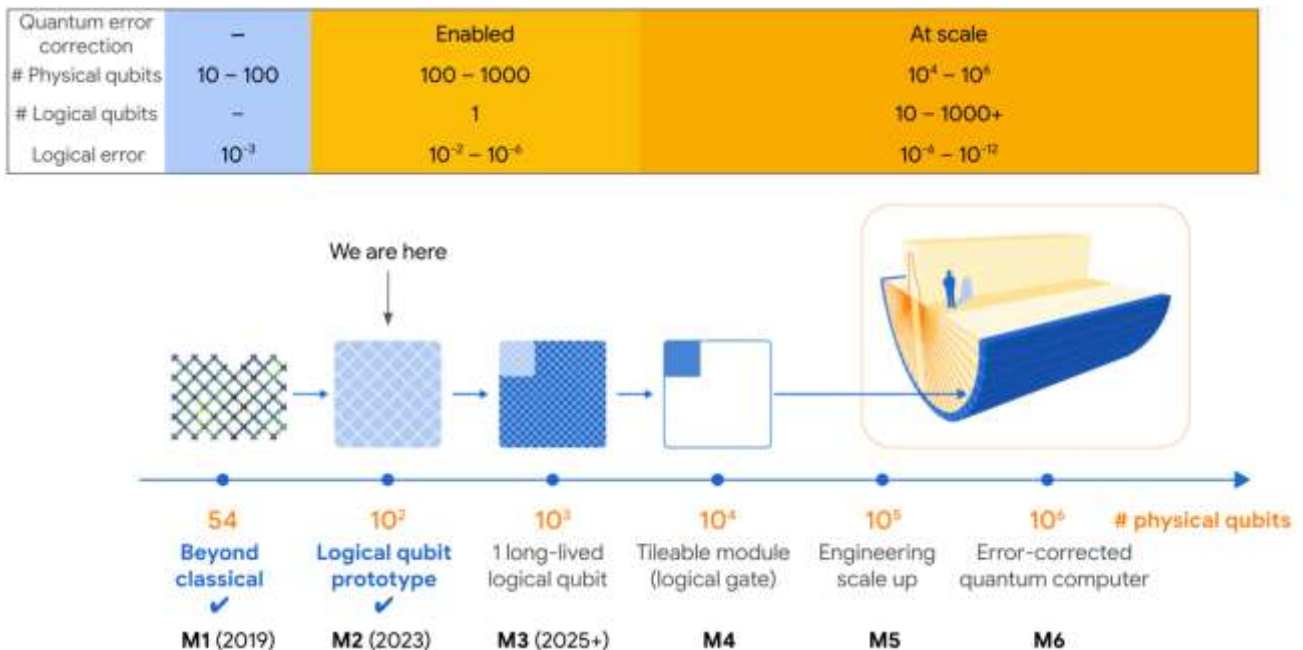 Quantum error correction – Enabled At scale
# Physical qubits 10 – 100 100 – 1000 10⁴ – 10⁶
# Logical qubits – 1 10 – 1000+
Logical error 10⁻³ 10⁻² – 10⁻⁶ 10⁻⁶ – 10⁻¹²
We are here
54 10² 10³ 10⁴ 10⁵ 10⁶ # physical qubits
Beyond classical ✔
Logical qubit prototype ✔
1 long-lived logical qubit
Tileable module (logical gate)
Engineering scale up
Error-corrected quantum computer
M1 (2019) M2 (2023) M3 (2025+) M4 M5 M6